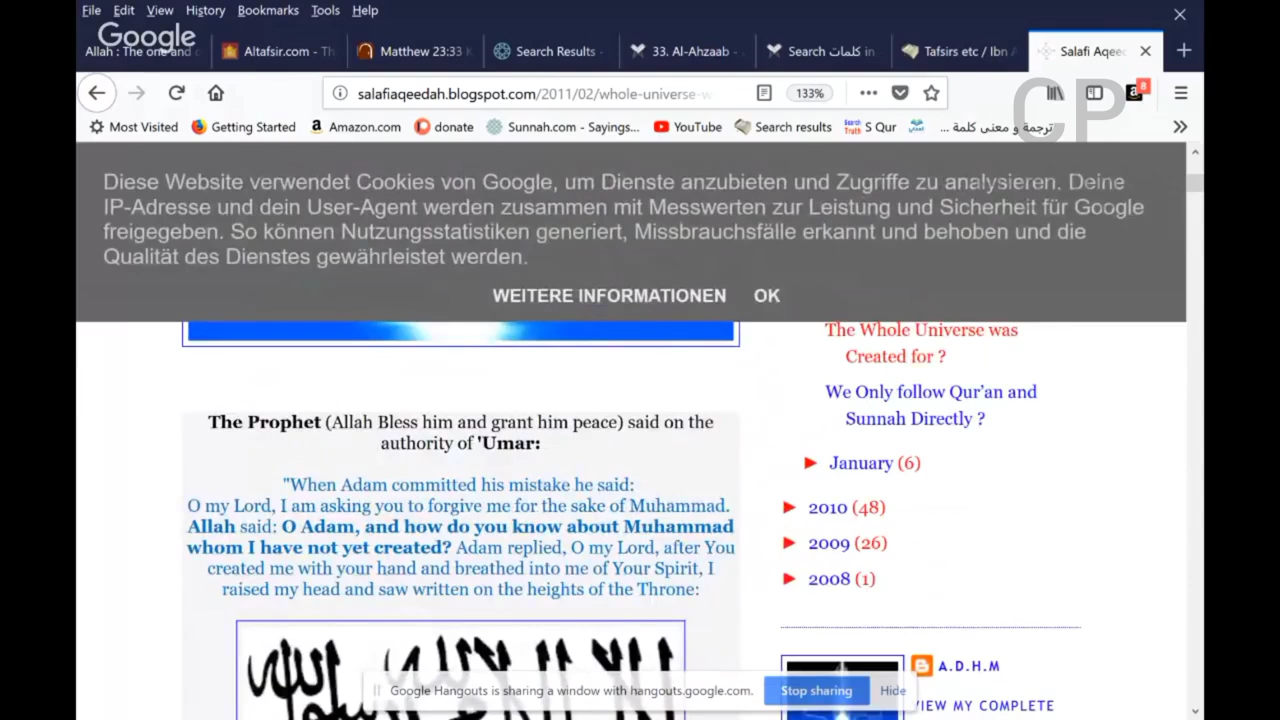 File Edit View History Bookmarks Tools Help
Google
Allah : The one and o
Altafsir.com - Th
Matthew 23:33 K
Search Results -
33. Al-Ahzaab -
Search كلمات in
Tafsirs etc / Ibn A
Salafi Aqeed
salafiaqeedah.blogspot.com/2011/02/whole-universe-w
133%
8
CP
Most Visited Getting Started Amazon.com donate Sunnah.com - Sayings... YouTube Search results S Qur ترجمة و معنى كلمة ...
Diese Website verwendet Cookies von Google, um Dienste anzubieten und Zugriffe zu analysieren. Deine
IP-Adresse und dein User-Agent werden zusammen mit Messwerten zur Leistung und Sicherheit für Google
freigegeben. So können Nutzungsstatistiken generiert, Missbrauchsfälle erkannt und behoben und die
Qualität des Dienstes gewährleistet werden.
WEITERE INFORMATIONEN OK
The Whole Universe was
Created for ?
We Only follow Qur'an and
Sunnah Directly ?
► January (6)
► 2010 (48)
► 2009 (26)
► 2008 (1)
The Prophet (Allah Bless him and grant him peace) said on the
authority of 'Umar:
"When Adam committed his mistake he said:
O my Lord, I am asking you to forgive me for the sake of Muhammad.
Allah said: O Adam, and how do you know about Muhammad
whom I have not yet created? Adam replied, O my Lord, after You
created me with your hand and breathed into me of Your Spirit, I
raised my head and saw written on the heights of the Throne:
A.D.H.M
VIEW MY COMPLETE
Google Hangouts is sharing a window with hangouts.google.com. Stop sharing Hide